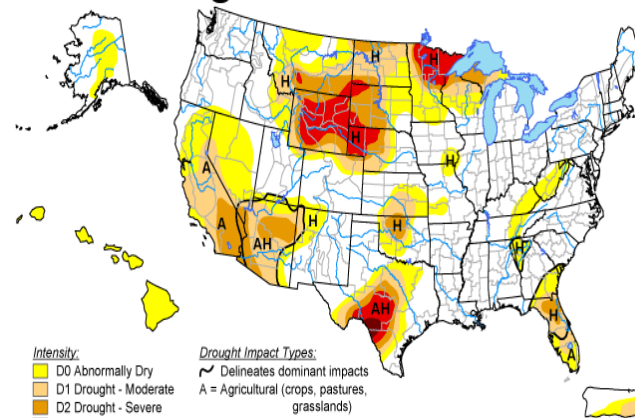 H
H
H
H
H
A
A
H
AH
H
H
AH
H
A
Intensity:
D0 Abnormally Dry
D1 Drought - Moderate
D2 Drought - Severe
Drought Impact Types:
Delineates dominant impacts
A = Agricultural (crops, pastures,
grasslands)